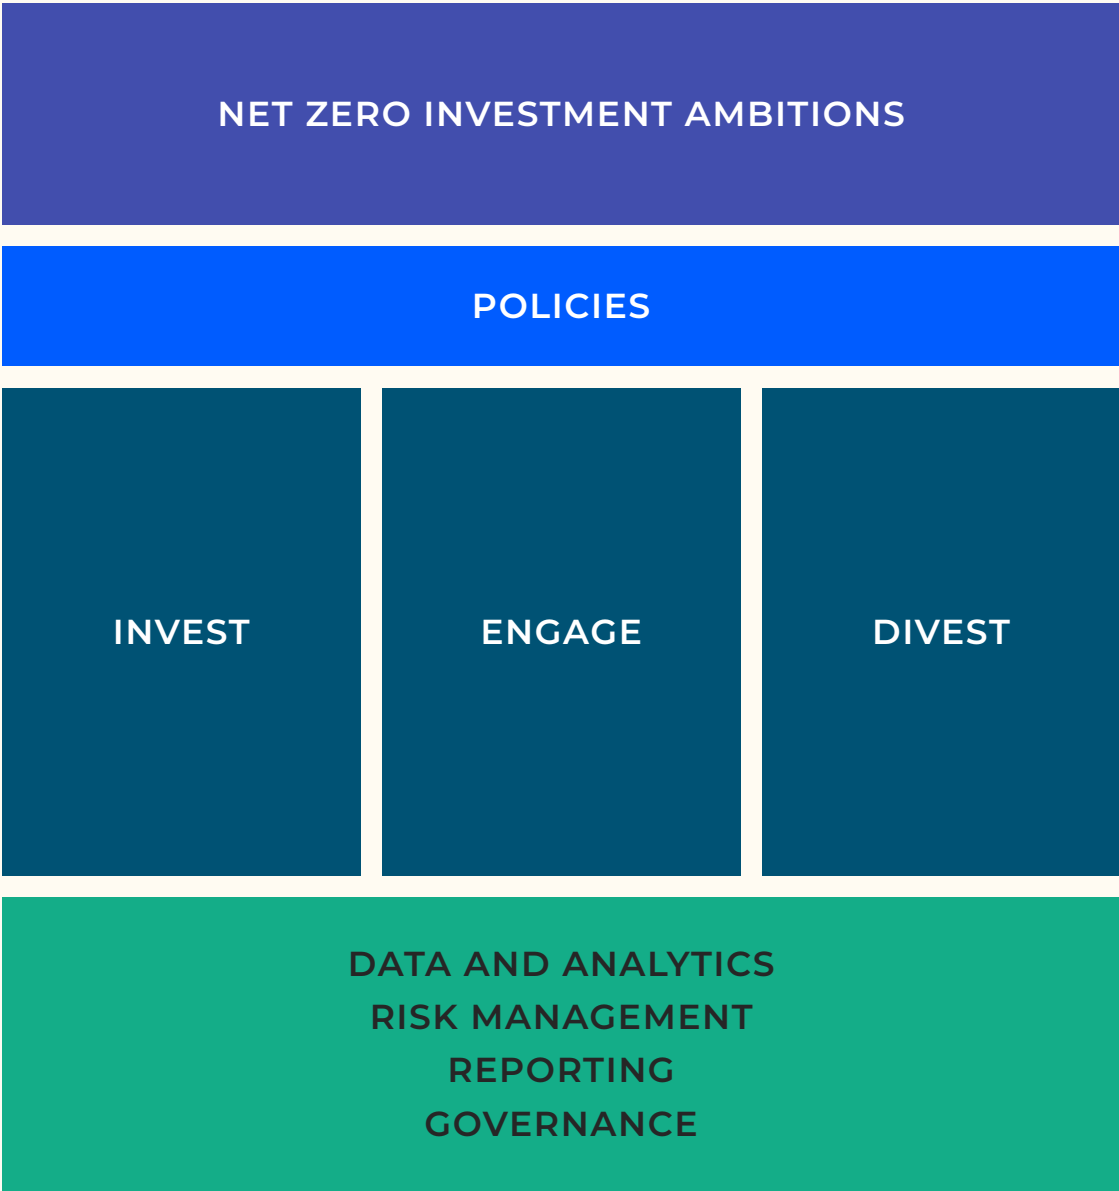 NET ZERO INVESTMENT AMBITIONS
POLICIES
INVEST
ENGAGE
DIVEST
DATA AND ANALYTICS
RISK MANAGEMENT
REPORTING
GOVERNANCE